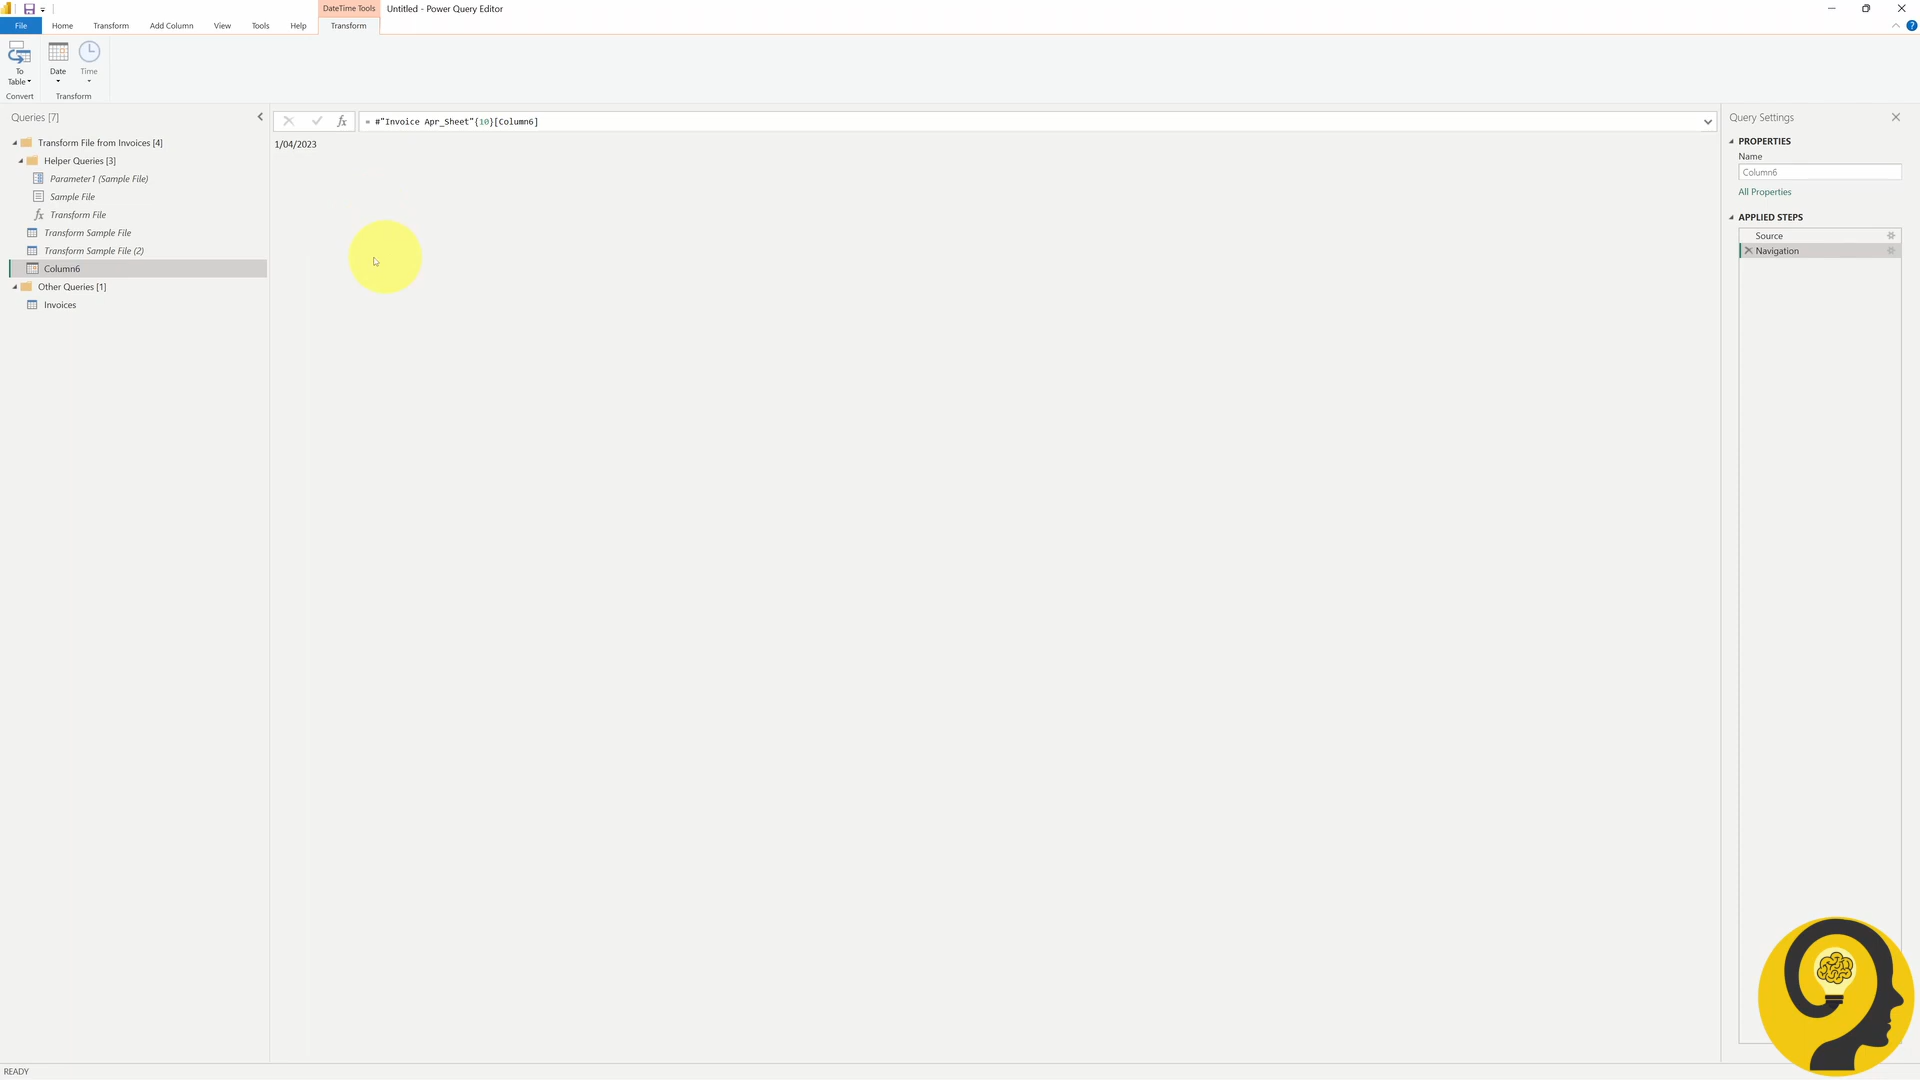 DateTime Tools
Untitled - Power Query Editor
File
Home
Transform
Add Column
View
Tools
Help
Transform
To
Table
Date
Time
Convert
Transform
Queries [7]
= #"Invoice Apr_Sheet"{10}[Column6]
Query Settings
1/04/2023
Transform File from Invoices [4]
Helper Queries [3]
Parameter1 (Sample File)
Sample File
Transform File
Transform Sample File
Transform Sample File (2)
Column6
Other Queries [1]
Invoices
PROPERTIES
Name
Column6
All Properties
APPLIED STEPS
Source
Navigation
READY